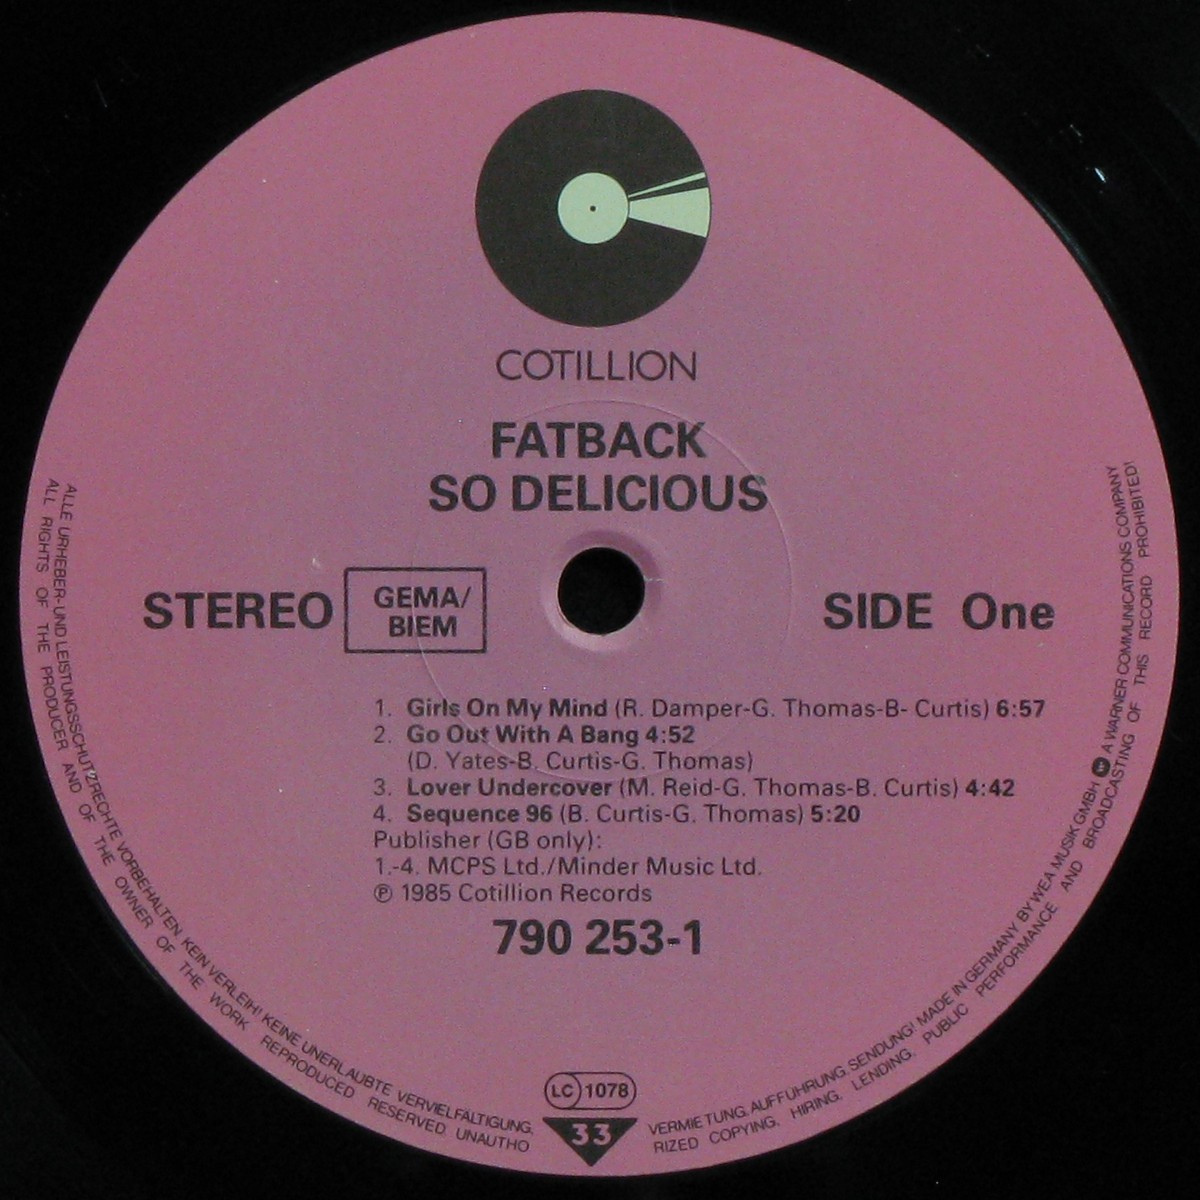 COTILLION
FATBACK
SO DELICIOUS
STEREO
GEMA/
BIEM
SIDE One
1. Girls On My Mind (R. Damper-G. Thomas-B- Curtis) 6:57
2. Go Out With A Bang 4:52
(D. Yates-B. Curtis-G. Thomas)
3. Lover Undercover (M. Reid-G. Thomas-B. Curtis) 4:42
4. Sequence 96 (B. Curtis-G. Thomas) 5:20
Publisher (GB only):
1.-4. MCPS Ltd./Minder Music Ltd.
℗ 1985 Cotillion Records
790 253-1
LC 1078
33
ALLE URHEBER- UND LEISTUNGSSCHUTZRECHTE VORBEHALTEN KEIN VERLEIH! KEINE UNERLAUBTE VERVIELFÄLTIGUNG, VERMIETUNG, AUFFÜHRUNG, SENDUNG! MADE IN GERMANY BY WEA MUSIK GMBH W A WARNER COMMUNICATIONS COMPANY
ALL RIGHTS OF THE PRODUCER AND OF THE OWNER OF THE WORK REPRODUCED RESERVED UNAUTHORIZED COPYING, HIRING, LENDING, PUBLIC PERFORMANCE AND BROADCASTING OF THIS RECORD PROHIBITED!